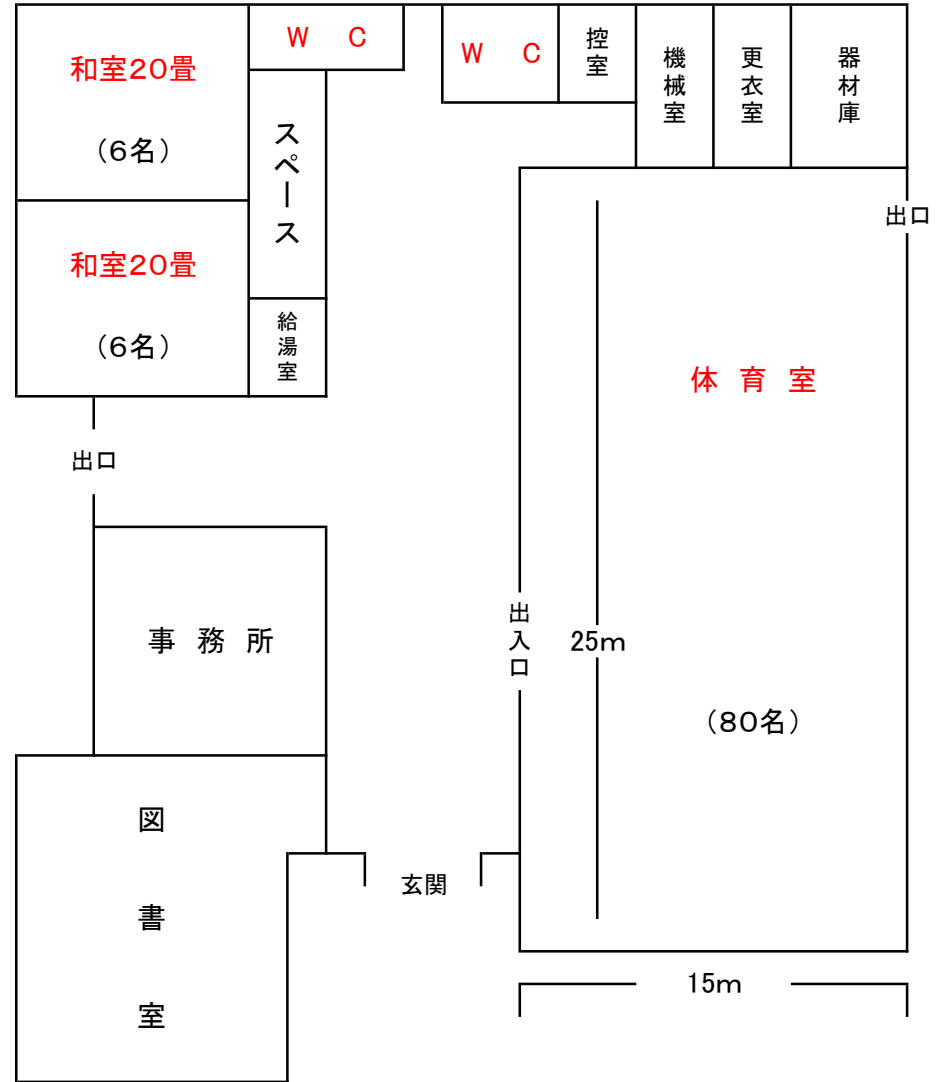 和室20畳
(6名)
W C
W C
控室
機械室
更衣室
器材庫
スペース
和室20畳
(6名)
給湯室
出口
出口
体育室
事務所
出入口
25m
(80名)
図書室
玄関
15m